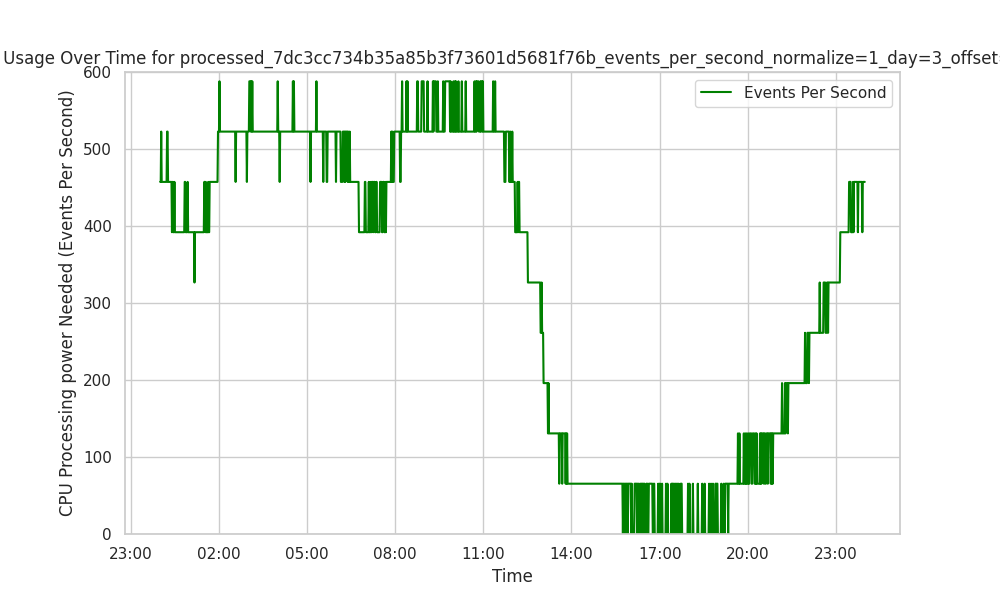 Usage Over Time for processed_7dc3cc734b35a85b3f73601d5681f76b_events_per_second_normalize=1_day=3_offset=
Events Per Second
CPU Processing power Needed (Events Per Second)
600
500
400
300
200
100
0
23:00 02:00 05:00 08:00 11:00 14:00 17:00 20:00 23:00
Time